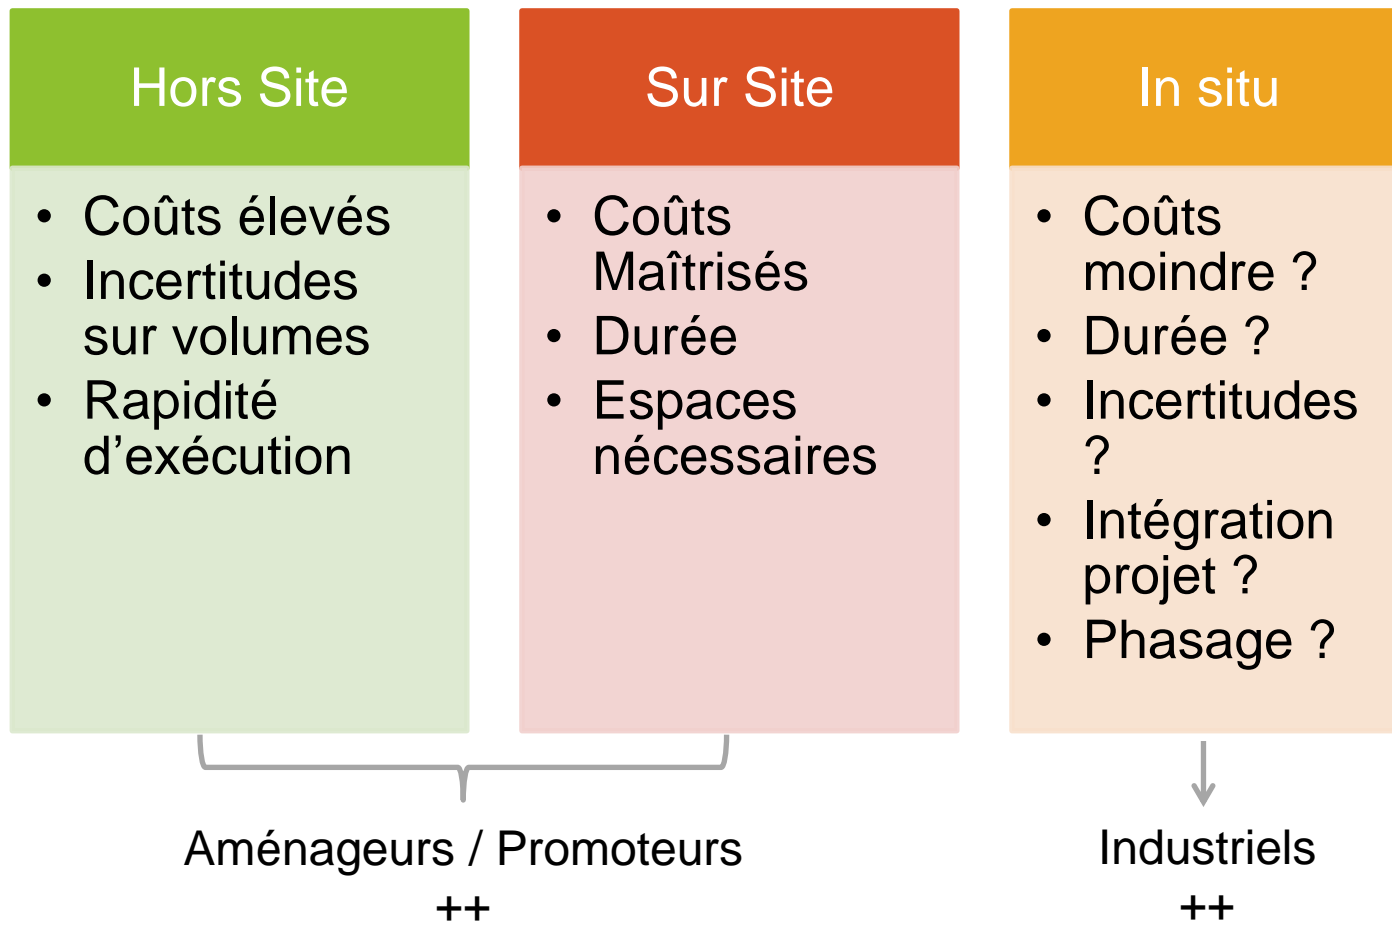 Hors Site
• Coûts élevés
• Incertitudes
sur volumes
• Rapidité
d’exécution
Sur Site
• Coûts
Maîtrisés
• Durée
• Espaces
nécessaires
In situ
• Coûts
moindre ?
• Durée ?
• Incertitudes
?
• Intégration
projet ?
• Phasage ?
Aménageurs / Promoteurs
++
Industriels
++